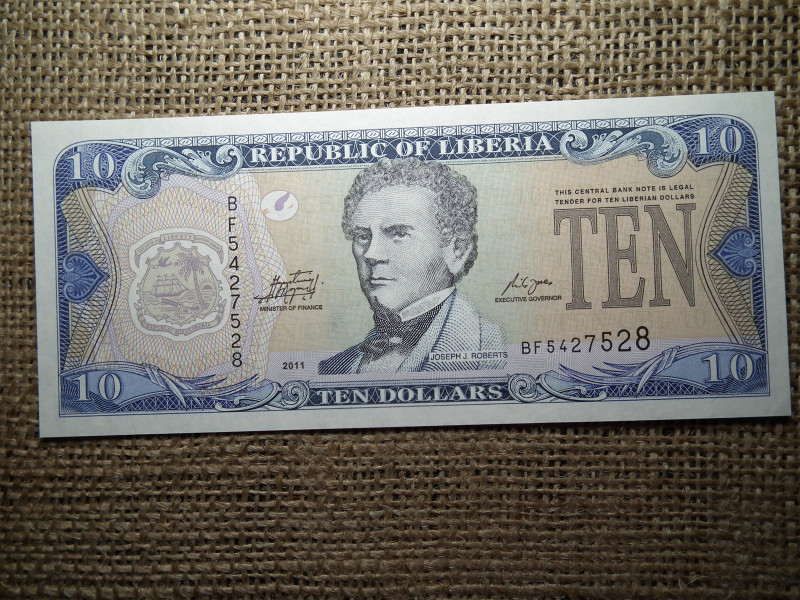 10
REPUBLIC OF LIBERIA
10
BF5427528
THIS CENTRAL BANK NOTE IS LEGAL
TENDER FOR TEN LIBERIAN DOLLARS
TEN
MINISTER OF FINANCE
EXECUTIVE GOVERNOR
2011
JOSEPH J. ROBERTS
BF5427528
10
TEN DOLLARS
10